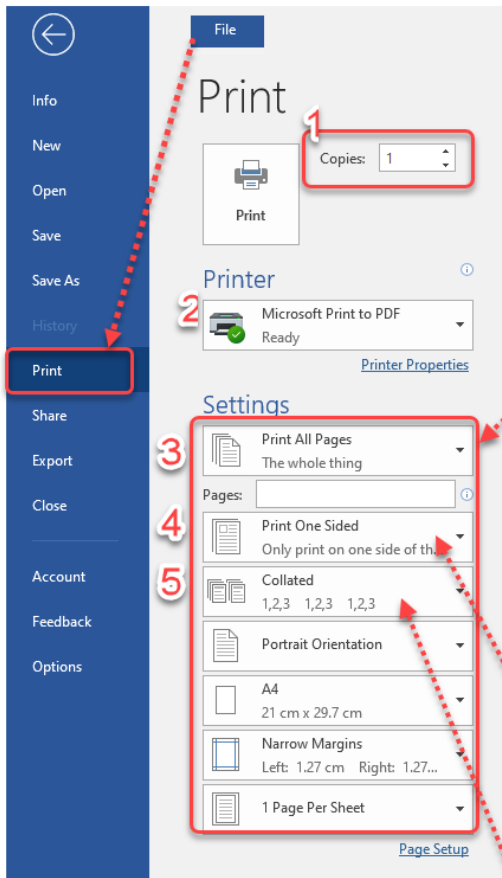 File
Info
New
Open
Save
Save As
History
Print
Share
Export
Close
Account
Feedback
Options
Print
1
Copies: 1
Print
Printer
2
Microsoft Print to PDF
Ready
Printer Properties
Settings
3
Print All Pages
The whole thing
Pages:
4
Print One Sided
Only print on one side of th...
5
Collated
1,2,3 1,2,3 1,2,3
Portrait Orientation
A4
21 cm x 29.7 cm
Narrow Margins
Left: 1.27 cm Right: 1.27...
1 Page Per Sheet
Page Setup